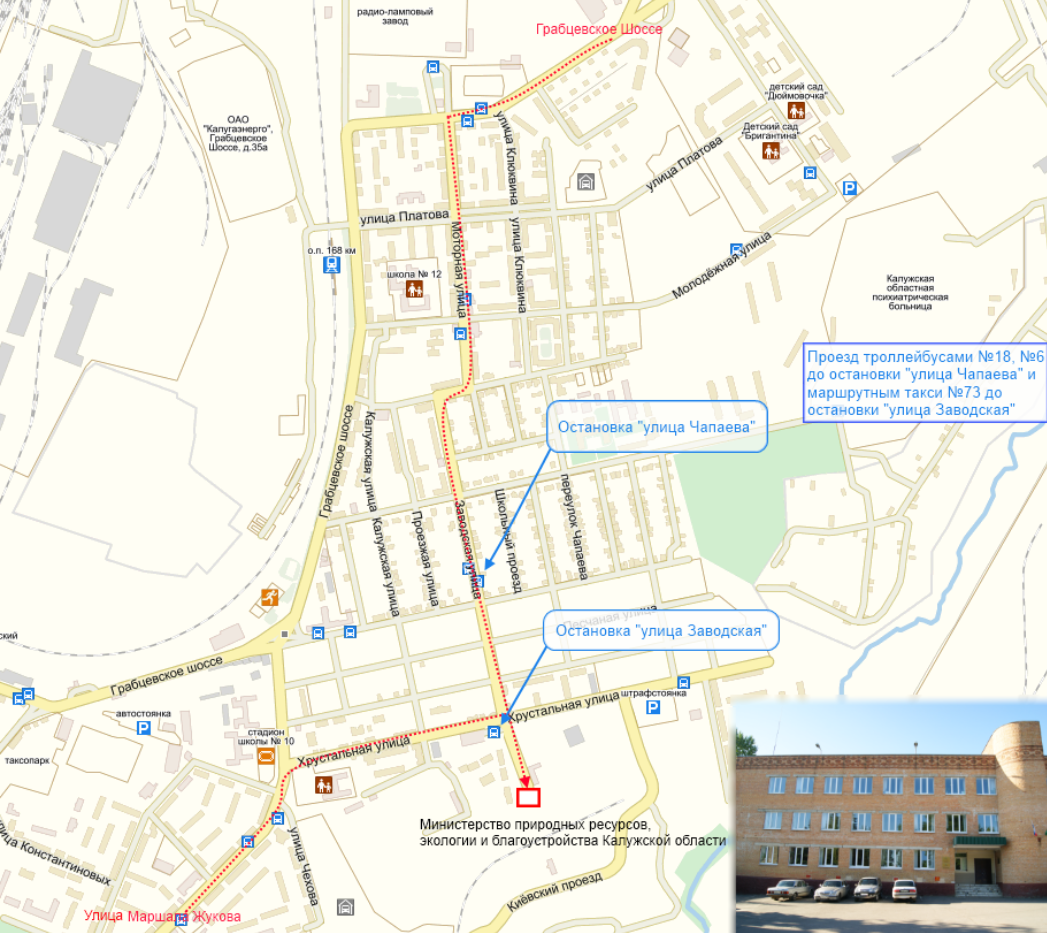 радио-ламповый
завод
Грабцевское Шоссе
детский сад
"Дюймовочка"
ОАО
"Калугаэнерго",
Грабцевское
Шоссе, д.35а
Детский сад
"Бригантина"
улица Клюквина
улица Платова
улица Платова
улица Клюквина
Моторная улица
о.п. 168 км
школа № 12
Молодёжная улица
Калужская
областная
психиатрическая
больница
Проезд троллейбусами №18, №6
до остановки "улица Чапаева" и
маршрутным такси №73 до
остановки "улица Заводская"
Остановка "улица Чапаева"
Грабцевское шоссе
Калужская улица
Калужская улица
Проезжая улица
Заводская улица
Школьный проезд
переулок Чапаева
Песчаная улица
Остановка "улица Заводская"
ский
Грабцевское шоссе
автостоянка
P
P
P
штрафстоянка
Хрустальная улица
стадион
школы № 10
Хрустальная улица
таксопарк
Министерство природных ресурсов,
экологии и благоустройства Калужской области
улица Чехова
лица Константиновых
Киёвский проезд
Улица Маршала Жукова